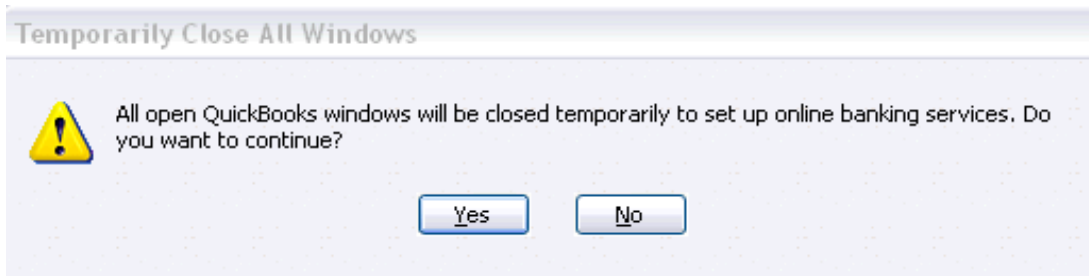 Temporarily Close All Windows
All open QuickBooks windows will be closed temporarily to set up online banking services. Do
you want to continue?
Yes
No